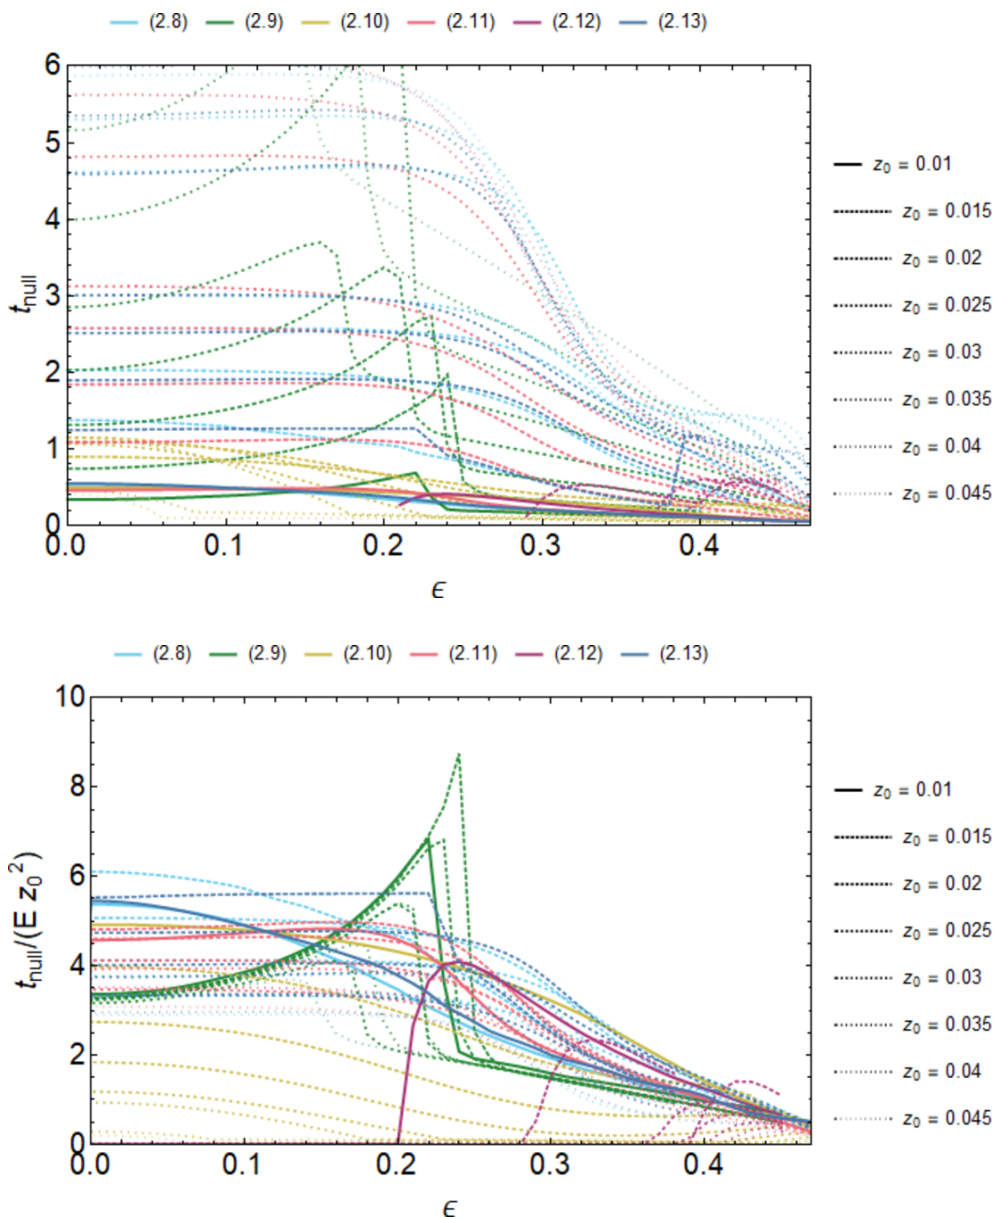 (2.8) (2.9) (2.10) (2.11) (2.12) (2.13)
6
5
4
3
2
1
0
t_null
0.0 0.1 0.2 0.3 0.4
ϵ
z₀ = 0.01
z₀ = 0.015
z₀ = 0.02
z₀ = 0.025
z₀ = 0.03
z₀ = 0.035
z₀ = 0.04
z₀ = 0.045
(2.8) (2.9) (2.10) (2.11) (2.12) (2.13)
10
8
6
4
2
0
t_null/(E z₀²)
0.0 0.1 0.2 0.3 0.4
ϵ
z₀ = 0.01
z₀ = 0.015
z₀ = 0.02
z₀ = 0.025
z₀ = 0.03
z₀ = 0.035
z₀ = 0.04
z₀ = 0.045